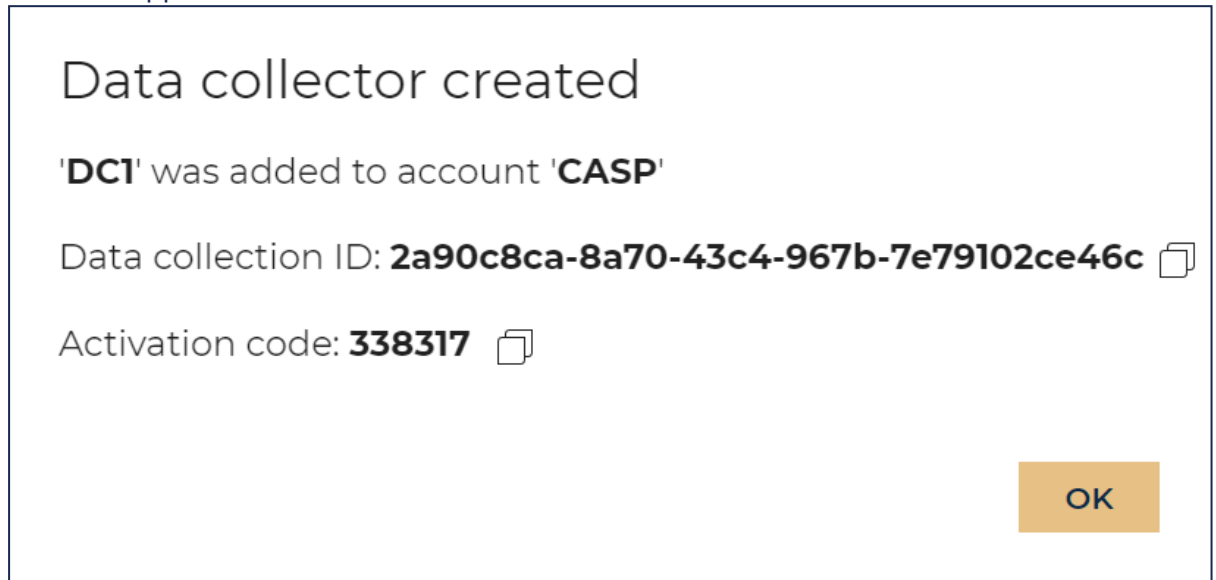 Data collector created
'DC1' was added to account 'CASP'
Data collection ID: 2a90c8ca-8a70-43c4-967b-7e79102ce46c
Activation code: 338317
OK